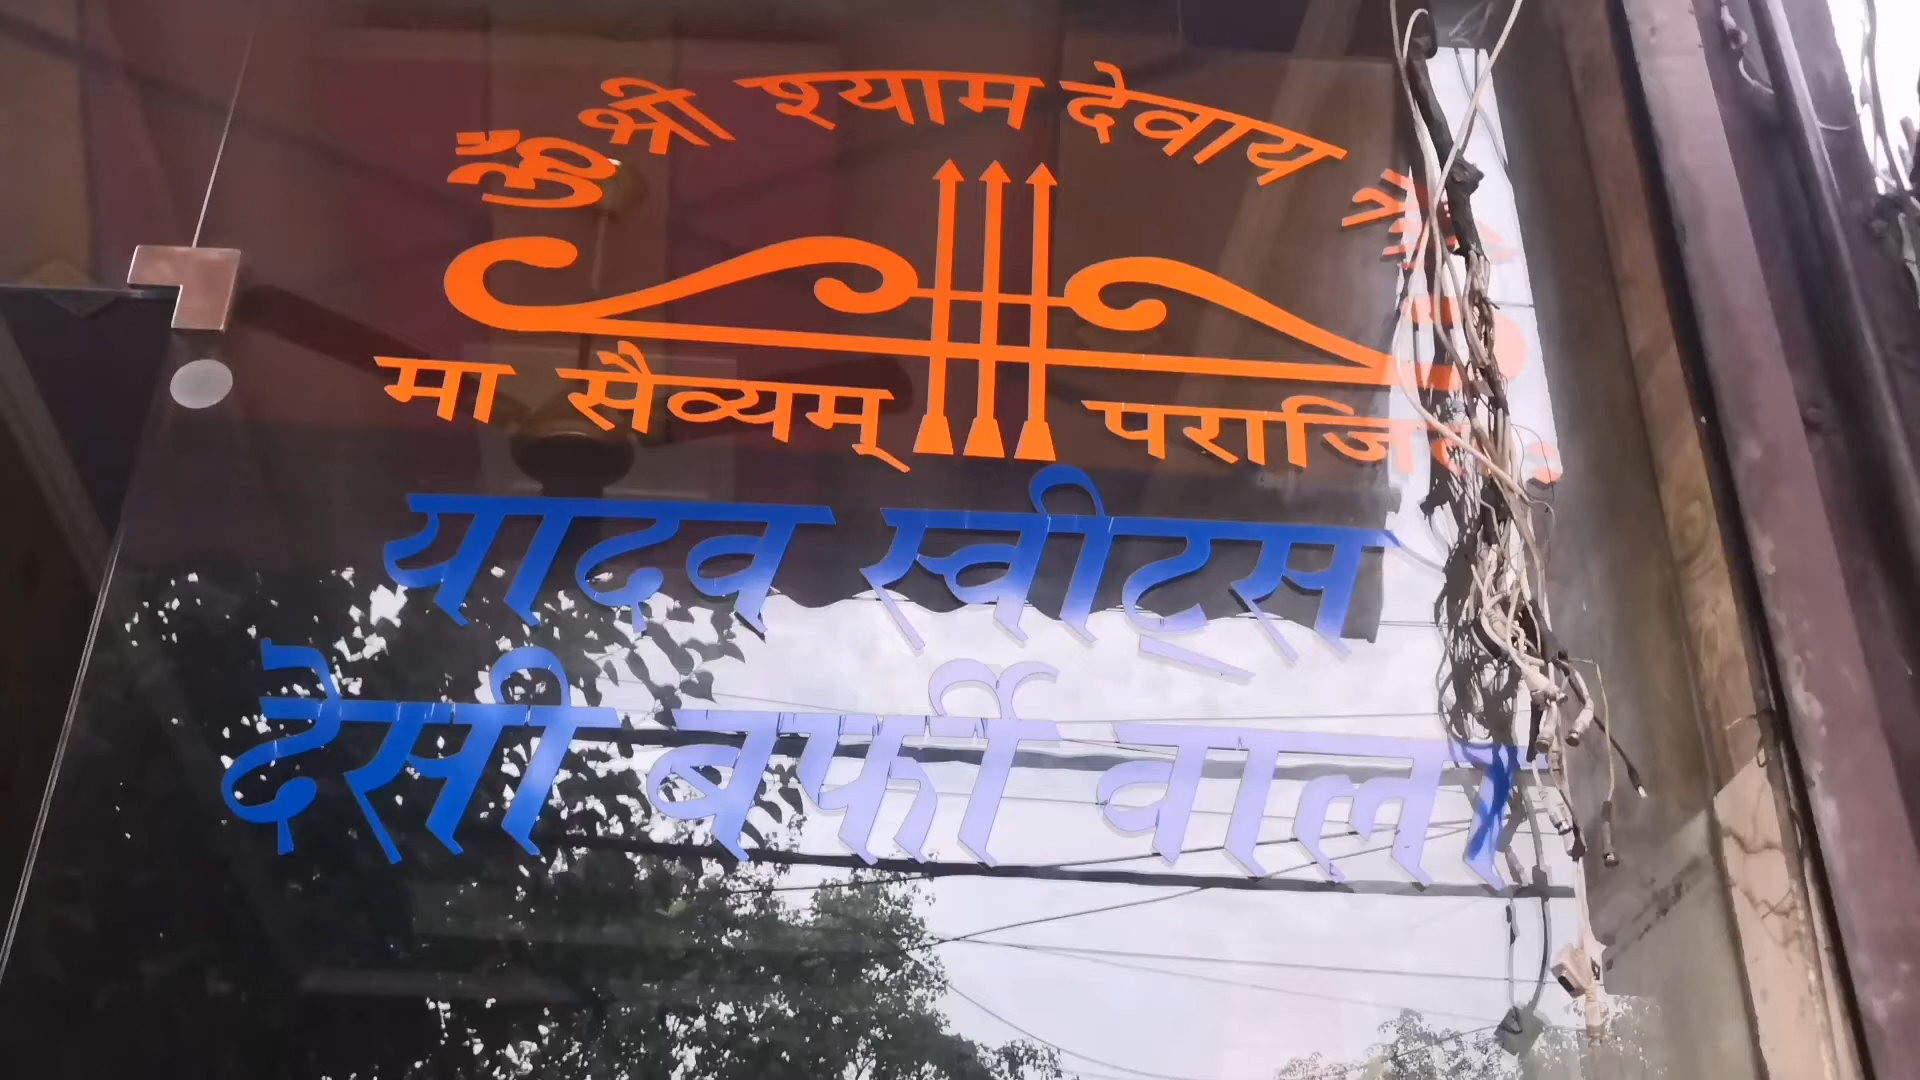 ॐ श्री श्याम देवाय ॐ
मा सैव्यम् पराजितः
यादव स्वीट्स
देसी बर्फी वाला